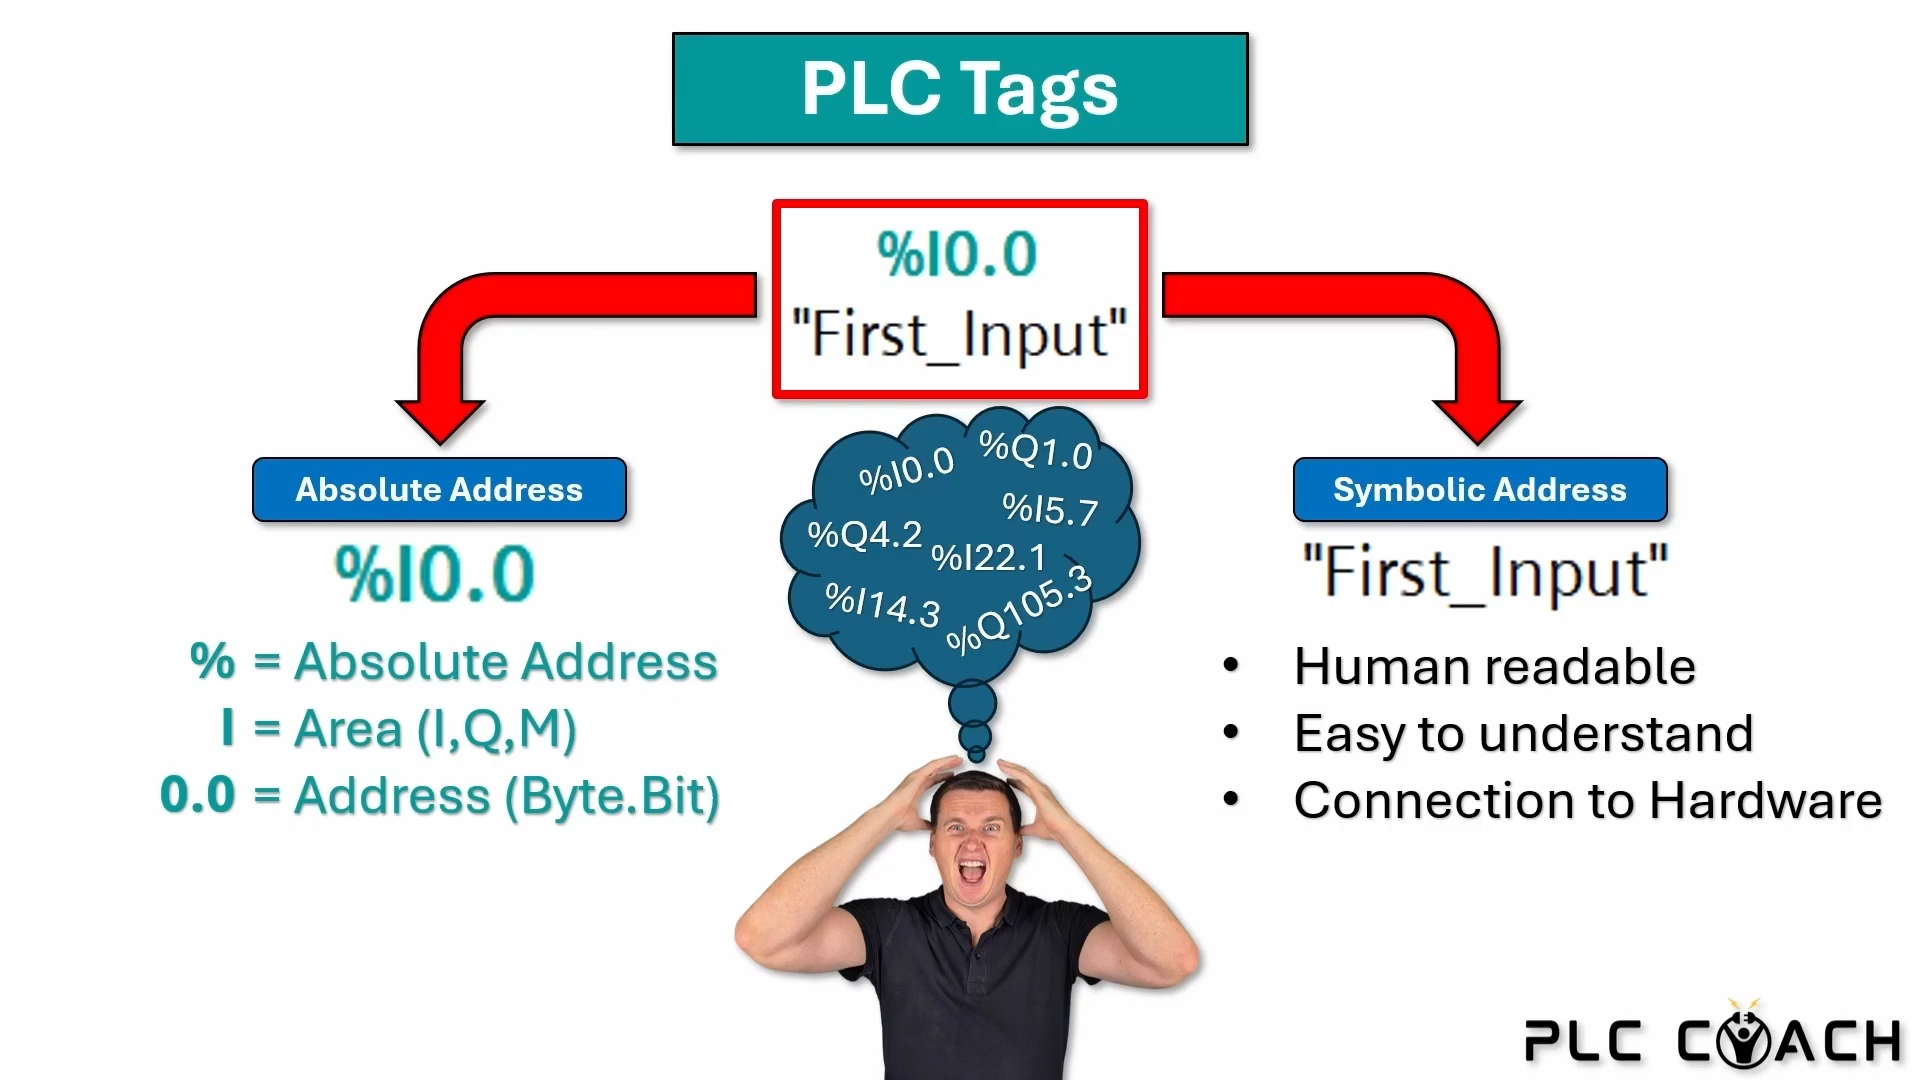 PLC Tags
%I0.0
"First_Input"
Absolute Address
%I0.0
% = Absolute Address
I = Area (I,Q,M)
0.0 = Address (Byte.Bit)
%I0.0
%Q1.0
%I5.7
%Q4.2
%I22.1
%I14.3
%Q105.3
Symbolic Address
"First_Input"
• Human readable
• Easy to understand
• Connection to Hardware
PLC COACH